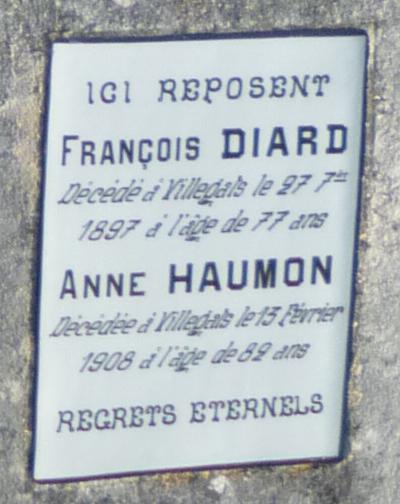 ICI REPOSENT
FRANÇOIS DIARD
Décédé à Villegats le 27 7bre
1897 à l'âge de 77 ans
ANNE HAUMON
Décédée à Villegats le 13 Février
1908 à l'âge de 82 ans
REGRETS ETERNELS